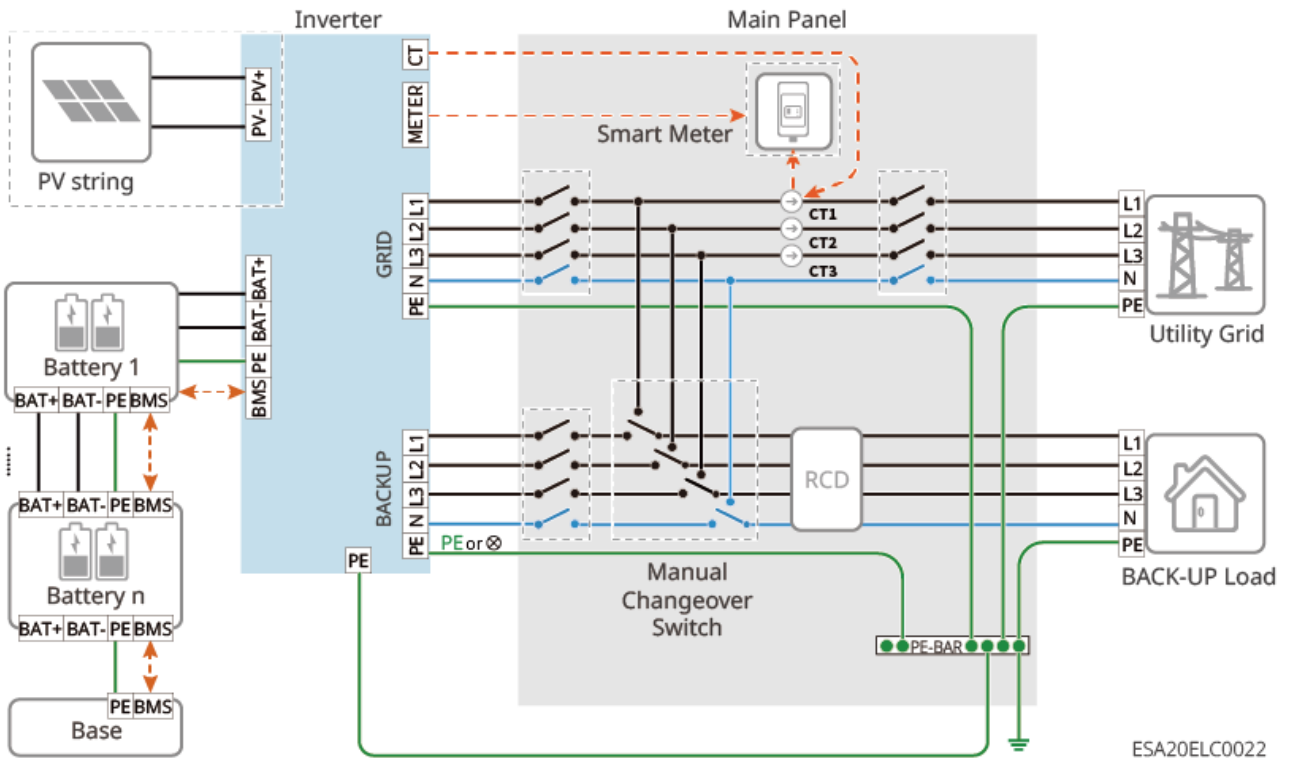 Inverter
Main Panel
PV string
PV+
PV-
CT
METER
Smart Meter
GRID
L1
L2
L3
N
PE
CT1
CT2
CT3
L1
L2
L3
N
PE
Utility Grid
BAT+
BAT-
PE
BMS
Battery 1
BAT+ BAT- PE BMS
......
BAT+ BAT- PE BMS
Battery n
BAT+ BAT- PE BMS
PE BMS
Base
BACKUP
L1
L2
L3
N
PE
PE
PE or ⊗
RCD
Manual
Changeover
Switch
L1
L2
L3
N
PE
BACK-UP Load
PE-BAR
ESA20ELC0022